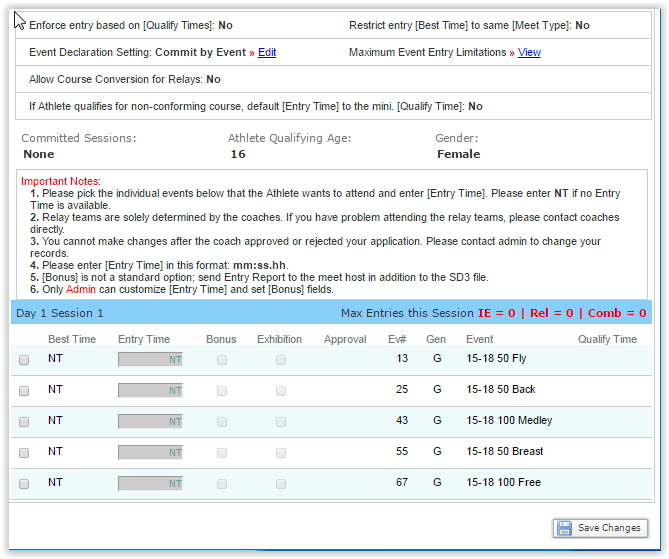 Enforce entry based on [Qualify Times]: No Restrict entry [Best Time] to same [Meet Type]: No
Event Declaration Setting: Commit by Event » Edit Maximum Event Entry Limitations » View
Allow Course Conversion for Relays: No
If Athlete qualifies for non-conforming course, default [Entry Time] to the mini. [Qualify Time]: No
Committed Sessions: Athlete Qualifying Age: Gender:
None 16 Female
Important Notes:
1. Please pick the individual events below that the Athlete wants to attend and enter [Entry Time]. Please enter NT if no Entry
Time is available.
2. Relay teams are solely determined by the coaches. If you have problem attending the relay teams, please contact coaches
directly.
3. You cannot make changes after the coach approved or rejected your application. Please contact admin to change your
records.
4. Please enter [Entry Time] in this format: mm:ss.hh.
5. [Bonus] is not a standard option; send Entry Report to the meet host in addition to the SD3 file.
6. Only Admin can customize [Entry Time] and set [Bonus] fields.
Day 1 Session 1 Max Entries this Session IE = 0 | Rel = 0 | Comb = 0
Best Time Entry Time Bonus Exhibition Approval Ev# Gen Event Qualify Time
NT NT 13 G 15-18 50 Fly
NT NT 25 G 15-18 50 Back
NT NT 43 G 15-18 100 Medley
NT NT 55 G 15-18 50 Breast
NT NT 67 G 15-18 100 Free
Save Changes